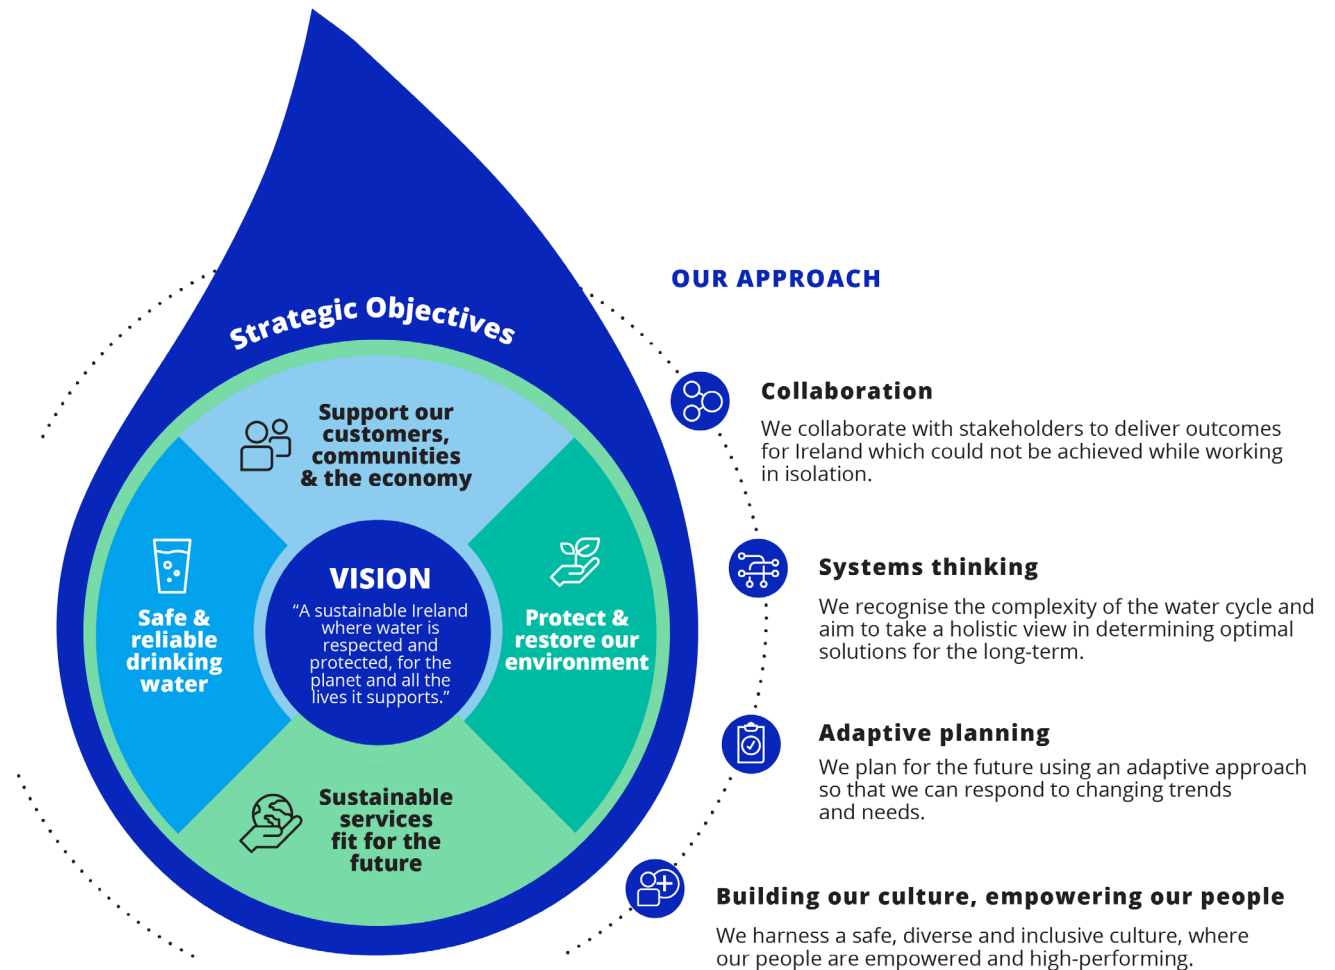 Strategic Objectives
Support our
customers,
communities
& the economy
Safe &
reliable
drinking
water
VISION
“A sustainable Ireland
where water is
respected and
protected, for the
planet and all the
lives it supports.”
Protect &
restore our
environment
Sustainable
services
fit for the
future
OUR APPROACH
Collaboration
We collaborate with stakeholders to deliver outcomes
for Ireland which could not be achieved while working
in isolation.
Systems thinking
We recognise the complexity of the water cycle and
aim to take a holistic view in determining optimal
solutions for the long-term.
Adaptive planning
We plan for the future using an adaptive approach
so that we can respond to changing trends
and needs.
Building our culture, empowering our people
We harness a safe, diverse and inclusive culture, where
our people are empowered and high-performing.